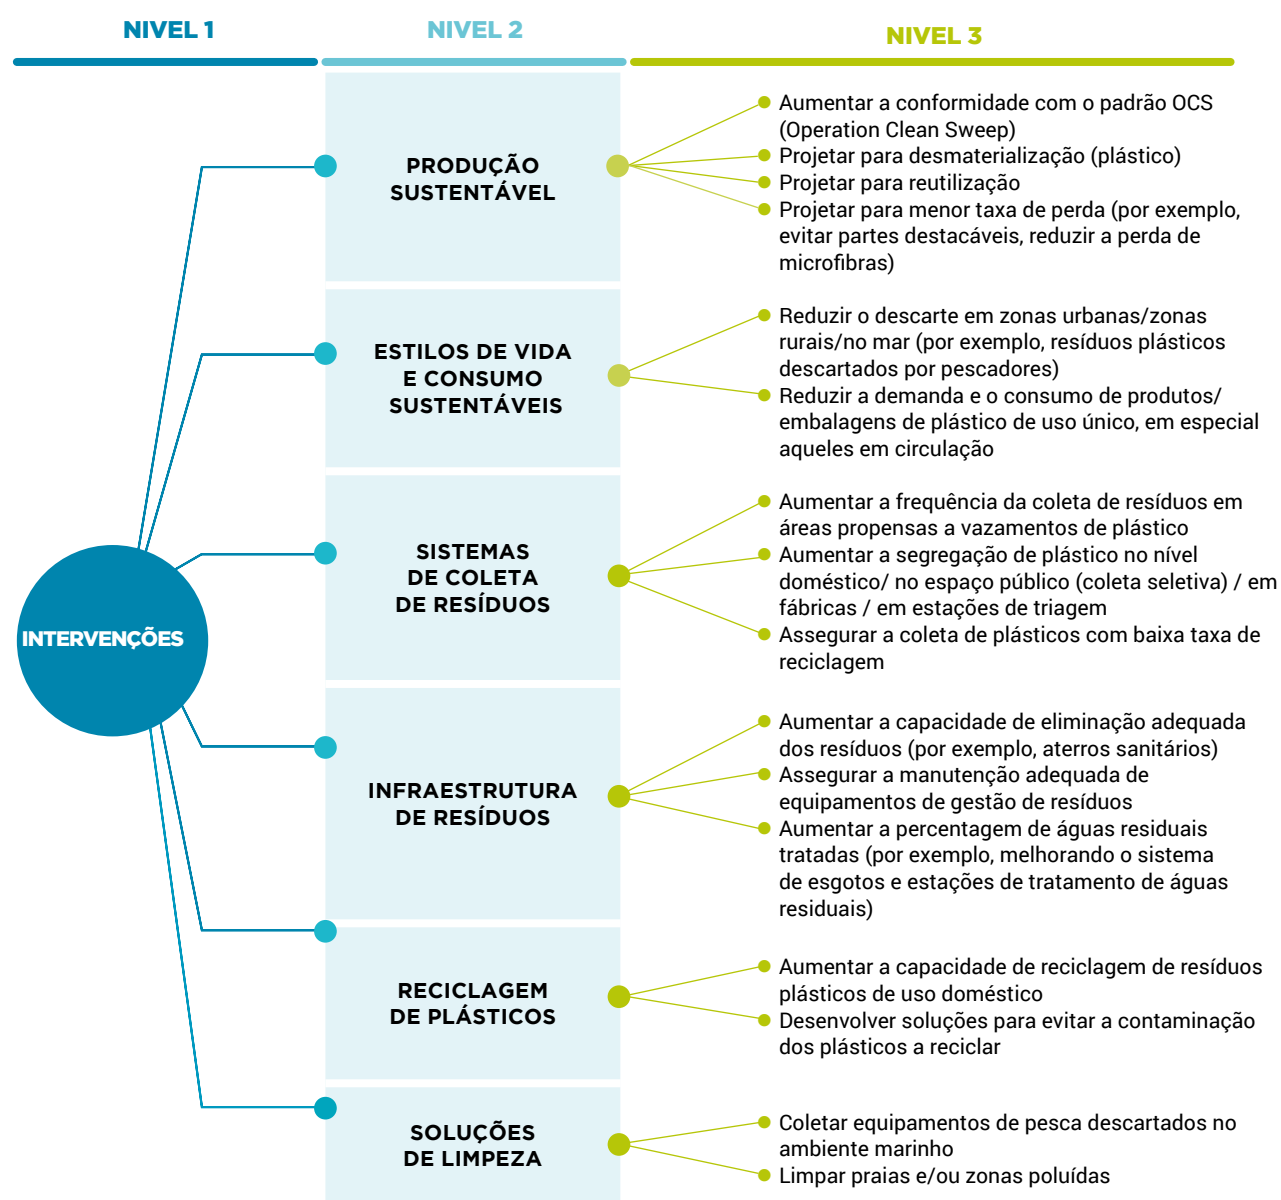 NIVEL 1
NIVEL 2
NIVEL 3
INTERVENÇÕES
PRODUÇÃO
SUSTENTÁVEL
Aumentar a conformidade com o padrão OCS
(Operation Clean Sweep)
Projetar para desmaterialização (plástico)
Projetar para reutilização
Projetar para menor taxa de perda (por exemplo,
evitar partes destacáveis, reduzir a perda de
microfibras)
ESTILOS DE VIDA
E CONSUMO
SUSTENTÁVEIS
Reduzir o descarte em zonas urbanas/zonas
rurais/no mar (por exemplo, resíduos plásticos
descartados por pescadores)
Reduzir a demanda e o consumo de produtos/
embalagens de plástico de uso único, em especial
aqueles em circulação
SISTEMAS
DE COLETA
DE RESÍDUOS
Aumentar a frequência da coleta de resíduos em
áreas propensas a vazamentos de plástico
Aumentar a segregação de plástico no nível
doméstico/ no espaço público (coleta seletiva) / em
fábricas / em estações de triagem
Assegurar a coleta de plásticos com baixa taxa de
reciclagem
INFRAESTRUTURA
DE RESÍDUOS
Aumentar a capacidade de eliminação adequada
dos resíduos (por exemplo, aterros sanitários)
Assegurar a manutenção adequada de
equipamentos de gestão de resíduos
Aumentar a percentagem de águas residuais
tratadas (por exemplo, melhorando o sistema
de esgotos e estações de tratamento de águas
residuais)
RECICLAGEM
DE PLÁSTICOS
Aumentar a capacidade de reciclagem de resíduos
plásticos de uso doméstico
Desenvolver soluções para evitar a contaminação
dos plásticos a reciclar
SOLUÇÕES
DE LIMPEZA
Coletar equipamentos de pesca descartados no
ambiente marinho
Limpar praias e/ou zonas poluídas